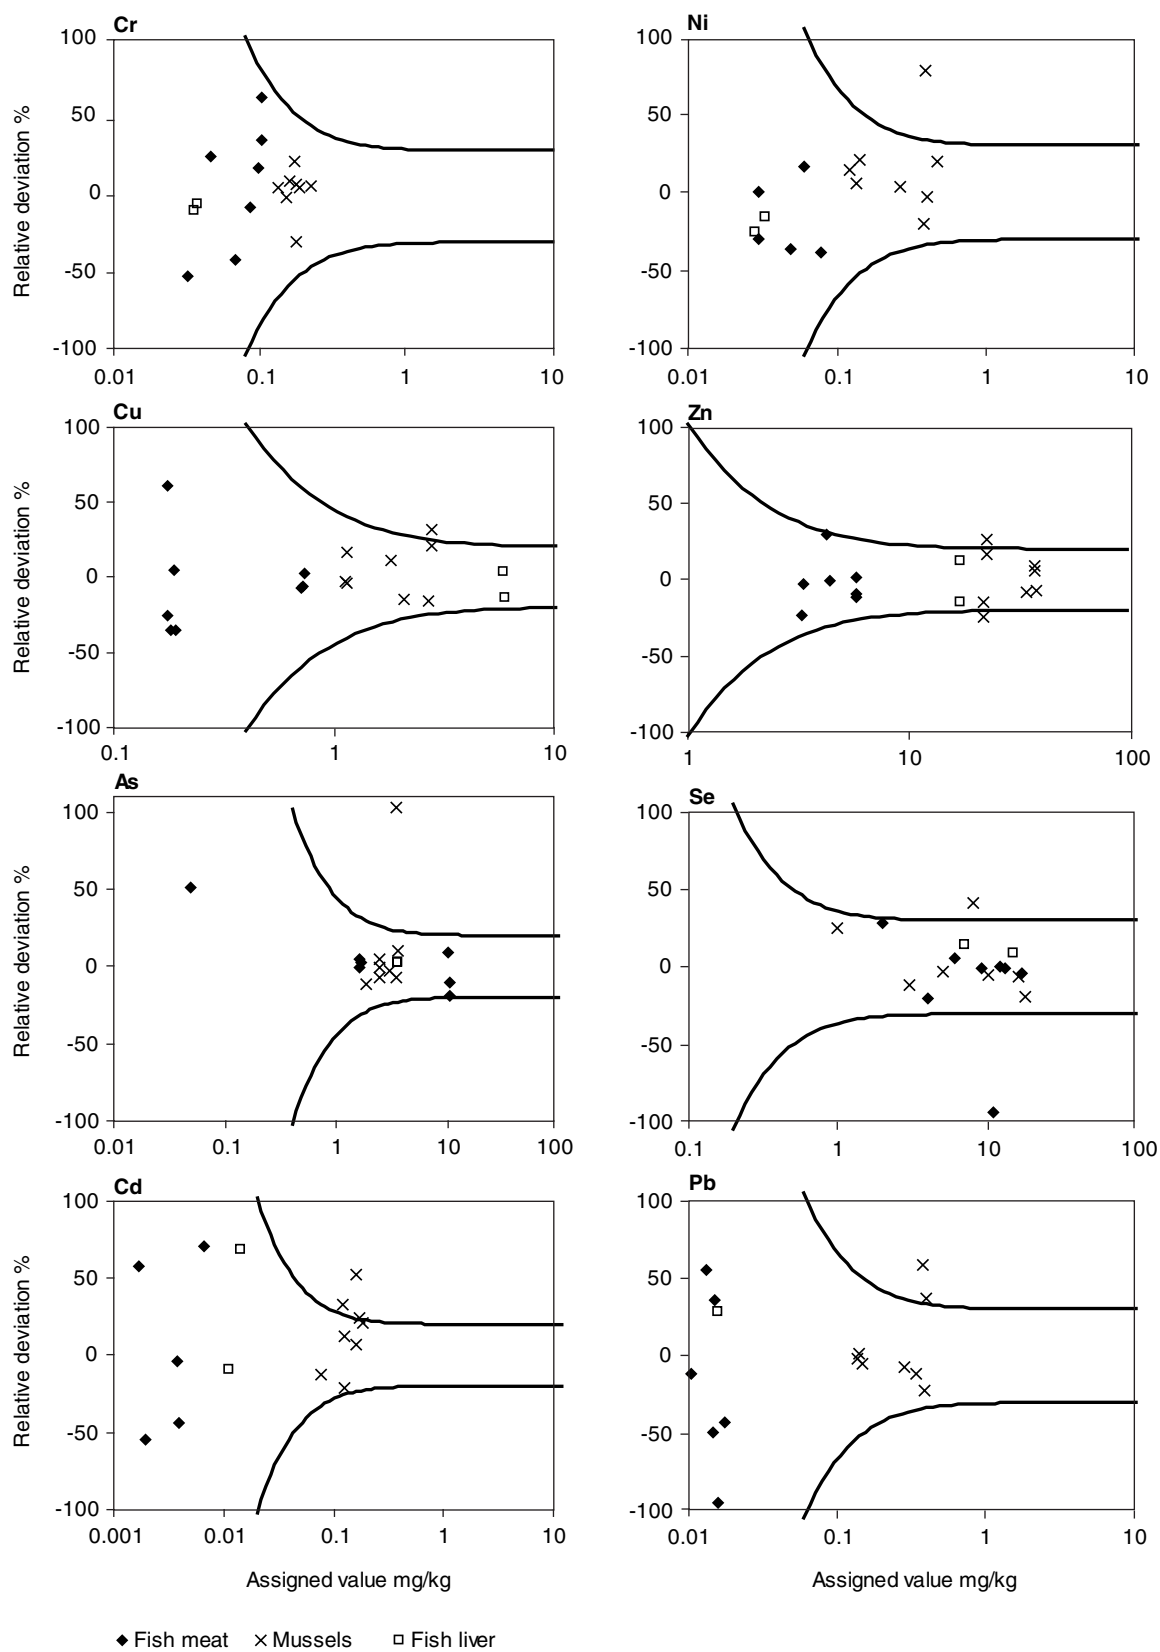 Cr
100
50
0
-50
-100
0.01 0.1 1 10
Relative deviation %
Ni
100
50
0
-50
-100
0.01 0.1 1 10
Cu
100
50
0
-50
-100
0.1 1 10
Relative deviation %
Zn
100
50
0
-50
-100
1 10 100
As
100
50
0
-50
-100
0.01 0.1 1 10 100
Relative deviation %
Se
100
50
0
-50
-100
0.1 1 10 100
Cd
100
50
0
-50
-100
0.001 0.01 0.1 1 10
Relative deviation %
Assigned value mg/kg
Pb
100
50
0
-50
-100
0.01 0.1 1 10
Assigned value mg/kg
Fish meat Mussels Fish liver